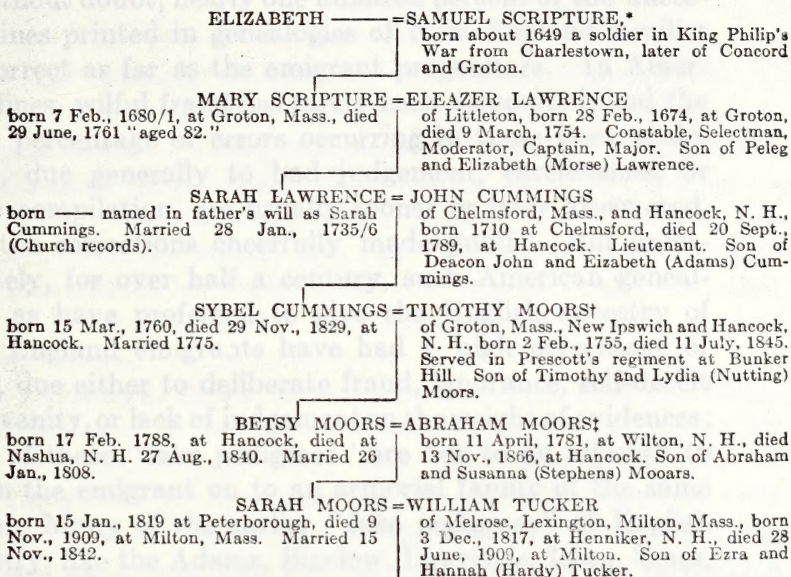 ELIZABETH ——— = SAMUEL SCRIPTURE,*
born about 1649 a soldier in King Philip's
War from Charlestown, later of Concord
and Groton.
MARY SCRIPTURE = ELEAZER LAWRENCE
born 7 Feb., 1680/1, at Groton, Mass., died
29 June, 1761 "aged 82."
of Littleton, born 28 Feb., 1674, at Groton,
died 9 March, 1754. Constable, Selectman,
Moderator, Captain, Major. Son of Peleg
and Elizabeth (Morse) Lawrence.
SARAH LAWRENCE = JOHN CUMMINGS
born —— named in father's will as Sarah
Cummings. Married 28 Jan., 1735/6
(Church Records).
of Chelmsford, Mass., and Hancock, N. H.,
born 1710 at Chelmsford, died 20 Sept.,
1789, at Hancock. Lieutenant. Son of
Deacon John and Eizabeth (Adams) Cum-
mings.
SYBEL CUMMINGS = TIMOTHY MOORS†
born 15 Mar., 1760, died 29 Nov., 1829, at
Hancock. Married 1775.
of Groton, Mass., New Ipswich and Hancock,
N. H., born 2 Feb., 1755, died 11 July, 1845.
Served in Prescott's regiment at Bunker
Hill. Son of Timothy and Lydia (Nutting)
Moors.
BETSY MOORS = ABRAHAM MOORS‡
born 17 Feb. 1788, at Hancock, died at
Nashua, N. H. 27 Aug., 1840. Married 26
Jan., 1808.
born 11 April, 1781, at Wilton, N. H., died
13 Nov., 1866, at Hancock. Son of Abraham
and Susanna (Stephens) Mooars.
SARAH MOORS = WILLIAM TUCKER
born 15 Jan., 1819 at Peterborough, died 9
Nov., 1909, at Milton, Mass. Married 15
Nov., 1842.
of Melrose, Lexington, Milton, Mass., born
3 Dec., 1817, at Henniker, N. H., died 28
June, 1909, at Milton. Son of Ezra and
Hannah (Hardy) Tucker.